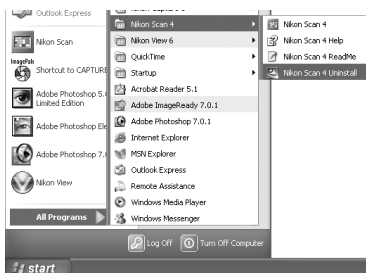 Outlook Express
Nikon Scan
ImagePals
Shortcut to CAPTURE
Adobe Photoshop 5.
Limited Edition
Adobe Photoshop Ele
Adobe Photoshop 7.
Nikon View
All Programs
Nikon Scan 4
Nikon View 6
QuickTime
Startup
Acrobat Reader 5.1
Adobe ImageReady 7.0.1
Adobe Photoshop 7.0.1
Internet Explorer
MSN Explorer
Outlook Express
Remote Assistance
Windows Media Player
Windows Messenger
Nikon Scan 4
Nikon Scan 4 Help
Nikon Scan 4 ReadMe
Nikon Scan 4 Uninstall
Log Off
Turn Off Computer
start